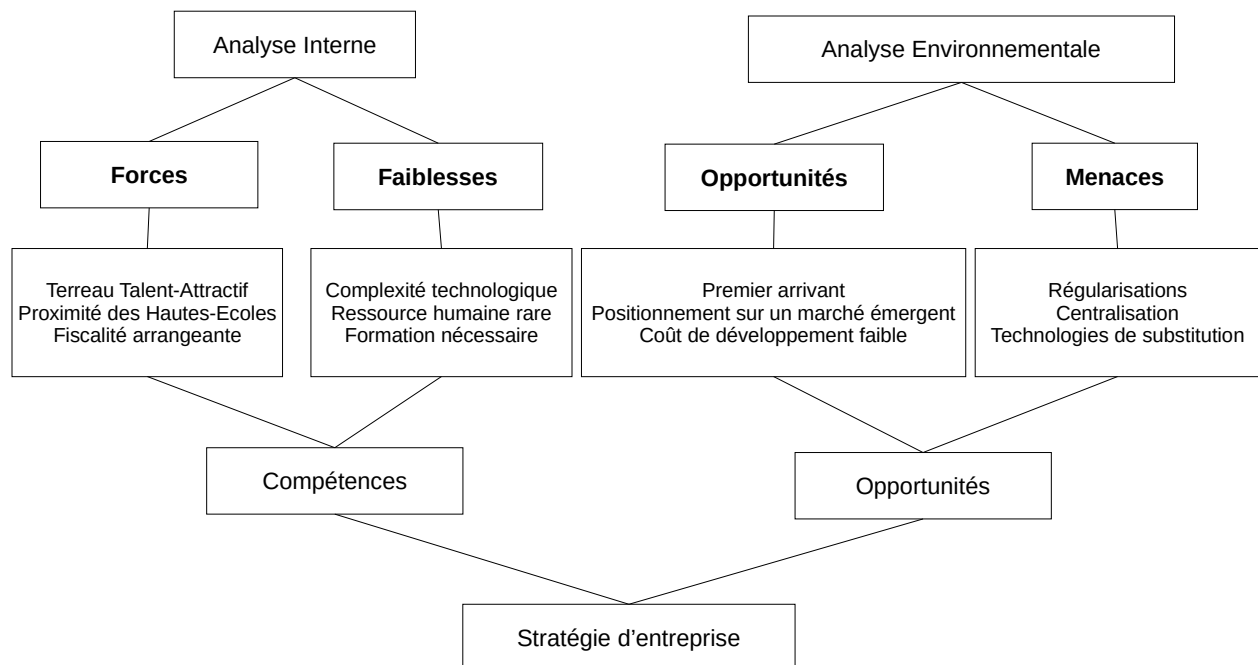 Analyse Interne
Analyse Environnementale
Forces
Faiblesses
Opportunités
Menaces
Terreau Talent-Attractif
Proximité des Hautes-Ecoles
Fiscalité arrangeante
Complexité technologique
Ressource humaine rare
Formation nécessaire
Premier arrivant
Positionnement sur un marché émergent
Coût de développement faible
Régularisations
Centralisation
Technologies de substitution
Compétences
Opportunités
Stratégie d’entreprise